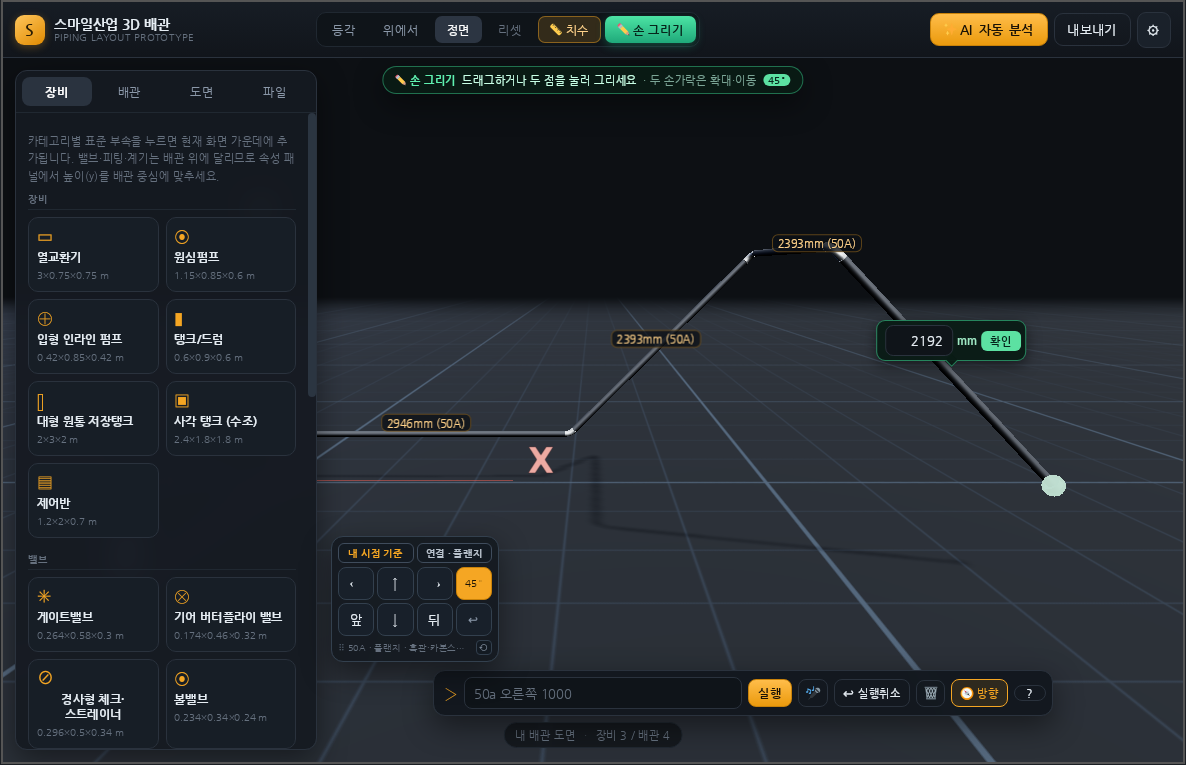 S
스마일산업 3D 배관
PIPING LAYOUT PROTOTYPE
등각 위에서 정면 리셋 치수 손 그리기
AI 자동 분석 내보내기
손 그리기 드래그하거나 두 점을 눌러 그리세요 · 두 손가락은 확대·이동 45°
장비 배관 도면 파일
카테고리별 표준 부속을 누르면 현재 화면 가운데에 추
가됩니다. 밸브·피팅·계기는 배관 위에 달리므로 속성 패
널에서 높이(y)를 배관 중심에 맞추세요.
장비
열교환기
3×0.75×0.75 m
원심펌프
1.15×0.85×0.6 m
입형 인라인 펌프
0.42×0.85×0.42 m
탱크/드럼
0.6×0.9×0.6 m
대형 원통 저장탱크
2×3×2 m
사각 탱크 (수조)
2.4×1.8×1.8 m
제어반
1.2×2×0.7 m
밸브
게이트밸브
0.264×0.58×0.3 m
기어 버터플라이 밸브
0.174×0.46×0.32 m
경사형 체크·
스트레이너
0.296×0.5×0.34 m
볼밸브
0.234×0.34×0.24 m
2393mm (50A)
2393mm (50A)
2192 mm 확인
2946mm (50A)
X
내 시점 기준 연결 · 플랜지
← ↑ → 45°
앞 ↓ 뒤 ↩
50A · 플랜지 · 흑관·카본스…
50a 오른쪽 1000 실행 ↩ 실행취소 방향 ?
내 배관 도면 · 장비 3 / 배관 4